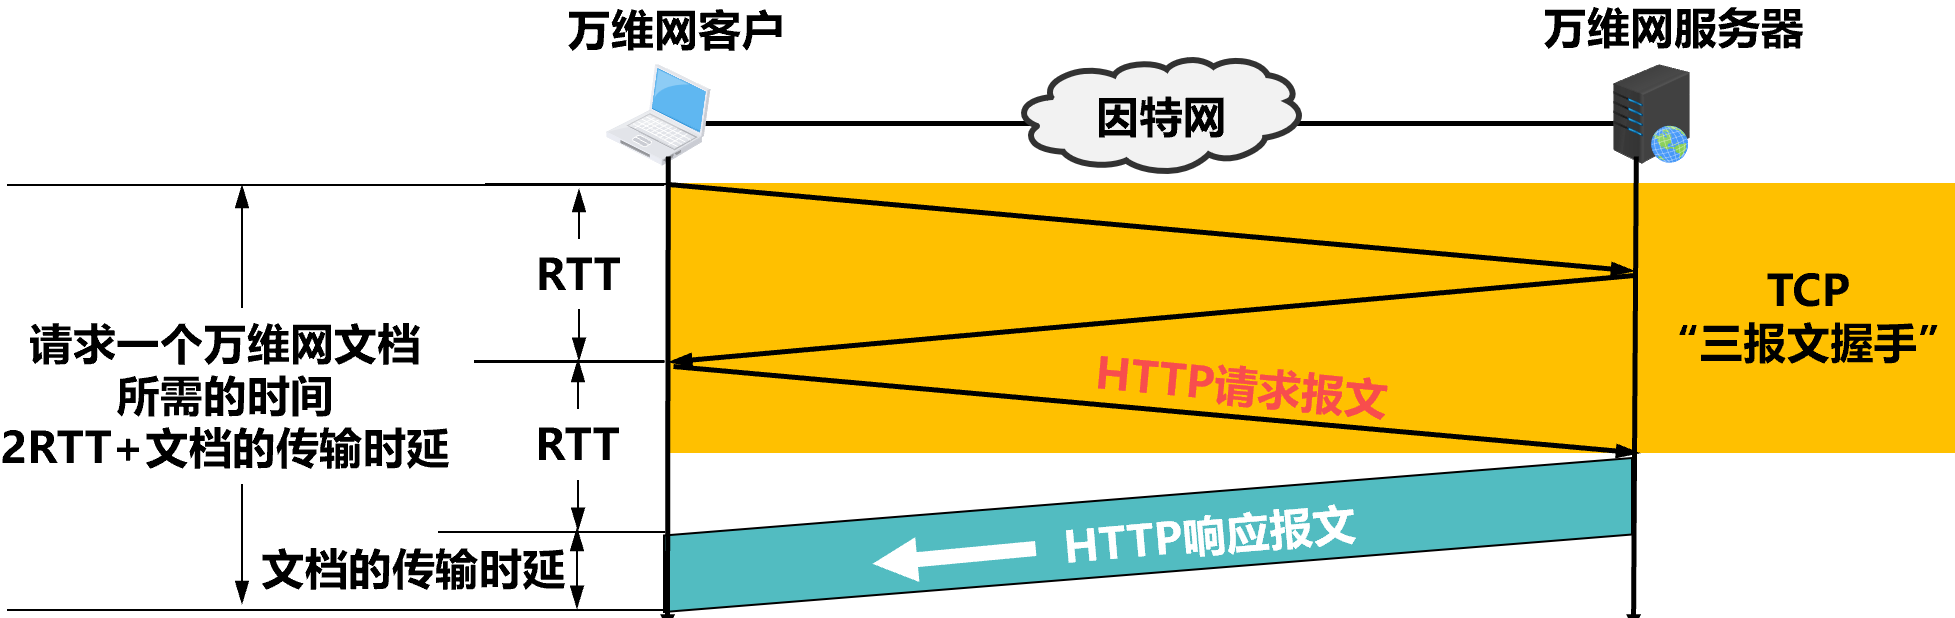 万维网客户
万维网服务器
因特网
RTT
TCP
“三报文握手”
请求一个万维网文档
所需的时间
2RTT+文档的传输时延
HTTP请求报文
RTT
HTTP响应报文
文档的传输时延